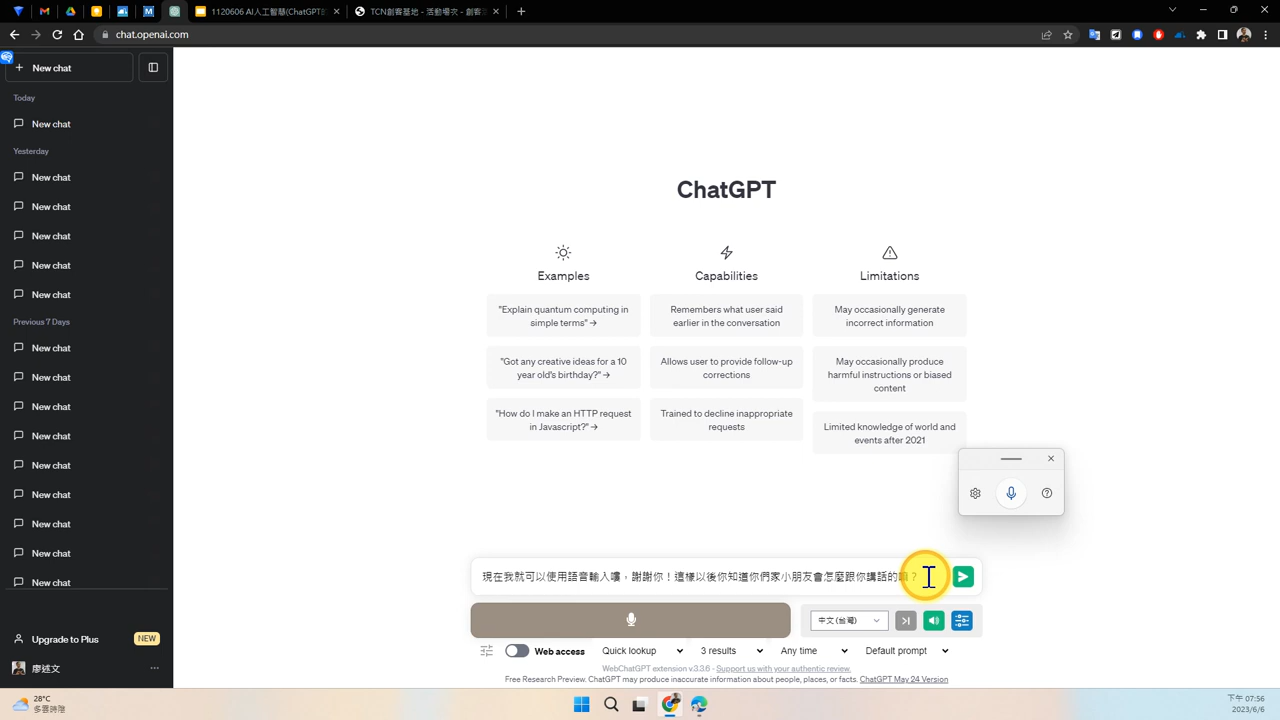 1120606 AI人工智慧(ChatGPT的
TCN創客基地 - 活動場次 - 創客
chat.openai.com
New chat
Today
New chat
Yesterday
New chat
New chat
New chat
New chat
New chat
Previous 7 Days
New chat
New chat
New chat
New chat
New chat
New chat
New chat
New chat
New chat
Upgrade to Plus
NEW
廖述文
ChatGPT
Examples
Capabilities
Limitations
"Explain quantum computing in
simple terms" →
Remembers what user said
earlier in the conversation
May occasionally generate
incorrect information
"Got any creative ideas for a 10
year old's birthday?" →
Allows user to provide follow-up
corrections
May occasionally produce
harmful instructions or biased
content
"How do I make an HTTP request
in Javascript?" →
Trained to decline inappropriate
requests
Limited knowledge of world and
events after 2021
現在我就可以使用語音輸入嘍，謝謝你！這樣以後你知道你們家小朋友會怎麼跟你講話的嗎？
中文 (台灣)
Web access
Quick lookup
3 results
Any time
Default prompt
WebChatGPT extension v.3.3.6 - Support us with your authentic review.
Free Research Preview. ChatGPT may produce inaccurate information about people, places, or facts. ChatGPT May 24 Version
28°C
多雲時陰
下午 07:56
2023/6/6